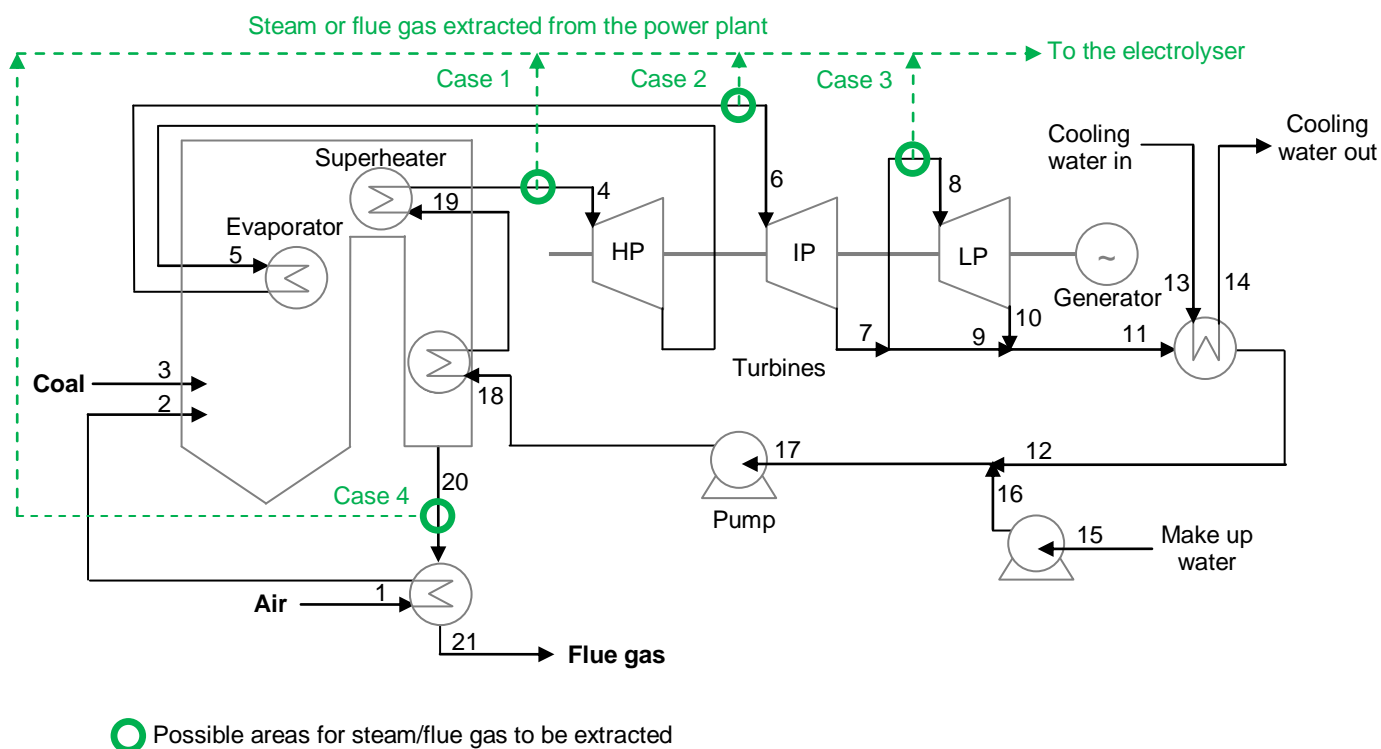 Steam or flue gas extracted from the power plant
To the electrolyser
Case 1
Case 2
Case 3
Cooling
water in
Cooling
water out
Superheater
4
6
8
19
Evaporator
5
HP
IP
LP
~
Generator
13
14
7
9
10
11
Turbines
Coal
3
2
18
17
12
20
Case 4
Pump
16
15
Make up
water
Air
1
21
Flue gas
Possible areas for steam/flue gas to be extracted